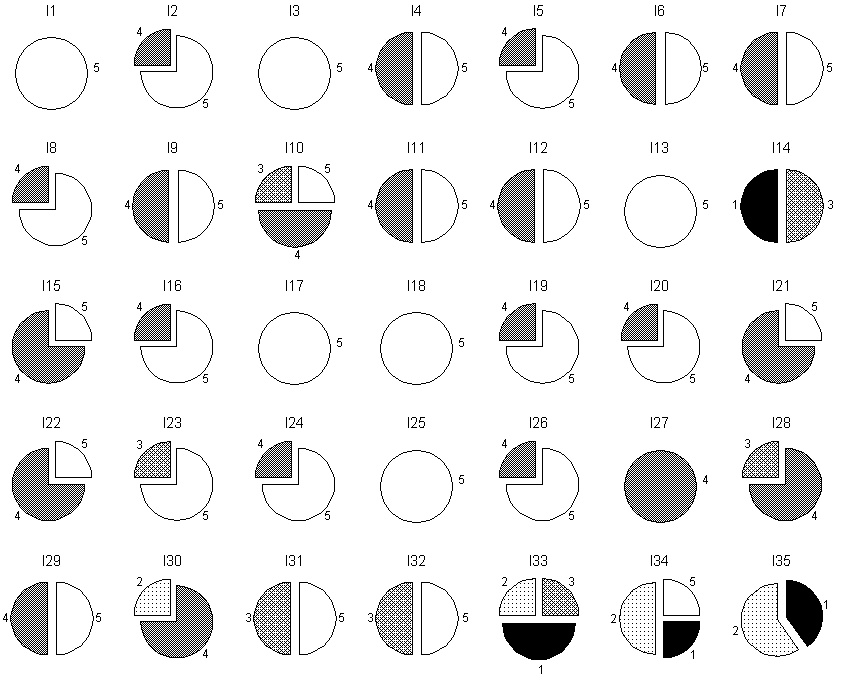 I1 I2 I3 I4 I5 I6 I7
5 4 5 5 4 5 4 5 4 5 4 5
I8 I9 I10 I11 I12 I13 I14
4 5 4 5 3 5 4 4 5 4 5 5 1 3
I15 I16 I17 I18 I19 I20 I21
5 4 4 5 5 5 4 5 4 5 5 4
I22 I23 I24 I25 I26 I27 I28
5 4 3 5 4 5 5 4 5 4 3 4
I29 I30 I31 I32 I33 I34 I35
4 5 2 4 3 5 3 5 2 3 1 2 5 1 2 1